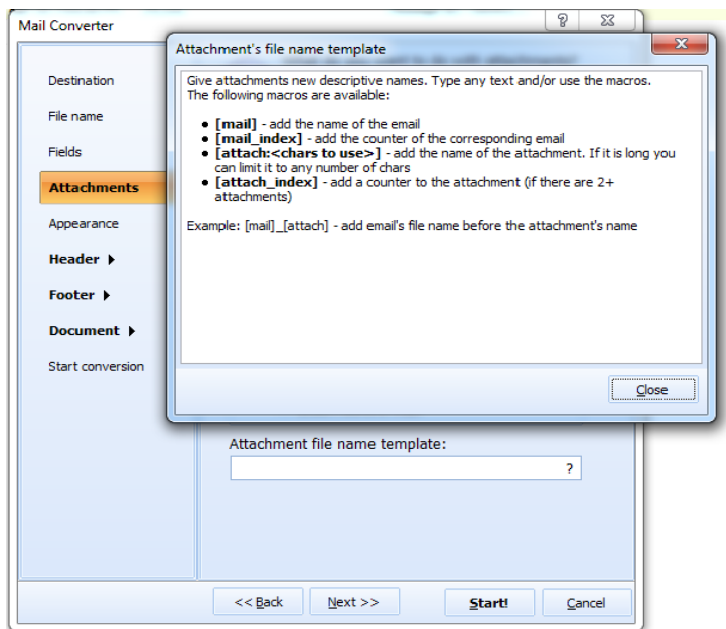 Mail Converter
Attachment's file name template
Give attachments new descriptive names. Type any text and/or use the macros.
The following macros are available:
• [mail] - add the name of the email
• [mail_index] - add the counter of the corresponding email
• [attach:<chars to use>] - add the name of the attachment. If it is long you
can limit it to any number of chars
• [attach_index] - add a counter to the attachment (if there are 2+
attachments)
Example: [mail]_[attach] - add email's file name before the attachment's name
Close
Destination
File name
Fields
Attachments
Appearance
Header
Footer
Document
Start conversion
Attachment file name template:
?
<< Back
Next >>
Start!
Cancel